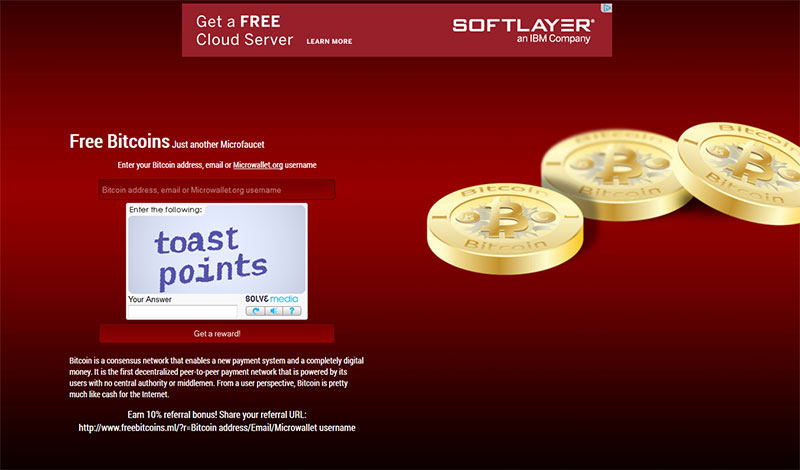 Get a FREE
Cloud Server
LEARN MORE
SOFTLAYER®
an IBM Company
Free Bitcoins Just another Microfaucet
Enter your Bitcoin address, email or Microwallet.org username
Bitcoin address, email or Microwallet.org username
Enter the following:
toast
points
Your Answer
SOLVE media
?
Get a reward!
Bitcoin is a consensus network that enables a new payment system and a completely digital
money. It is the first decentralized peer-to-peer payment network that is powered by its
users with no central authority or middlemen. From a user perspective, Bitcoin is pretty
much like cash for the Internet.
Earn 10% referral bonus! Share your referral URL:
http://www.freebitcoins.ml/?r=Bitcoin address/Email/Microwallet username
Bitcoin
Bitcoin
Bitcoin
Bitcoin
Bitcoin